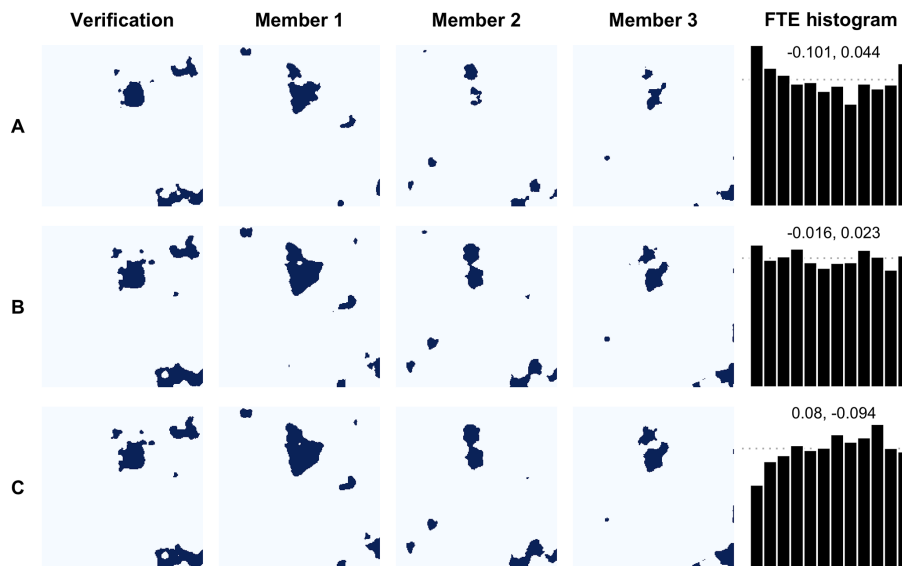 Verification Member 1 Member 2 Member 3 FTE histogram
-0.101, 0.044
A
-0.016, 0.023
B
0.08, -0.094
C